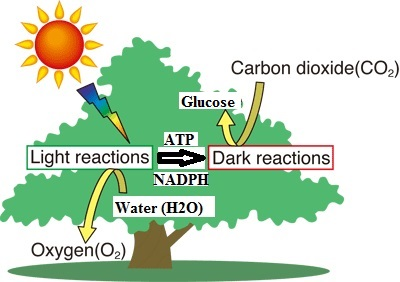 Carbon dioxide(CO₂)
Glucose
ATP
Light reactions
Dark reactions
NADPH
Water (H2O)
Oxygen(O₂)